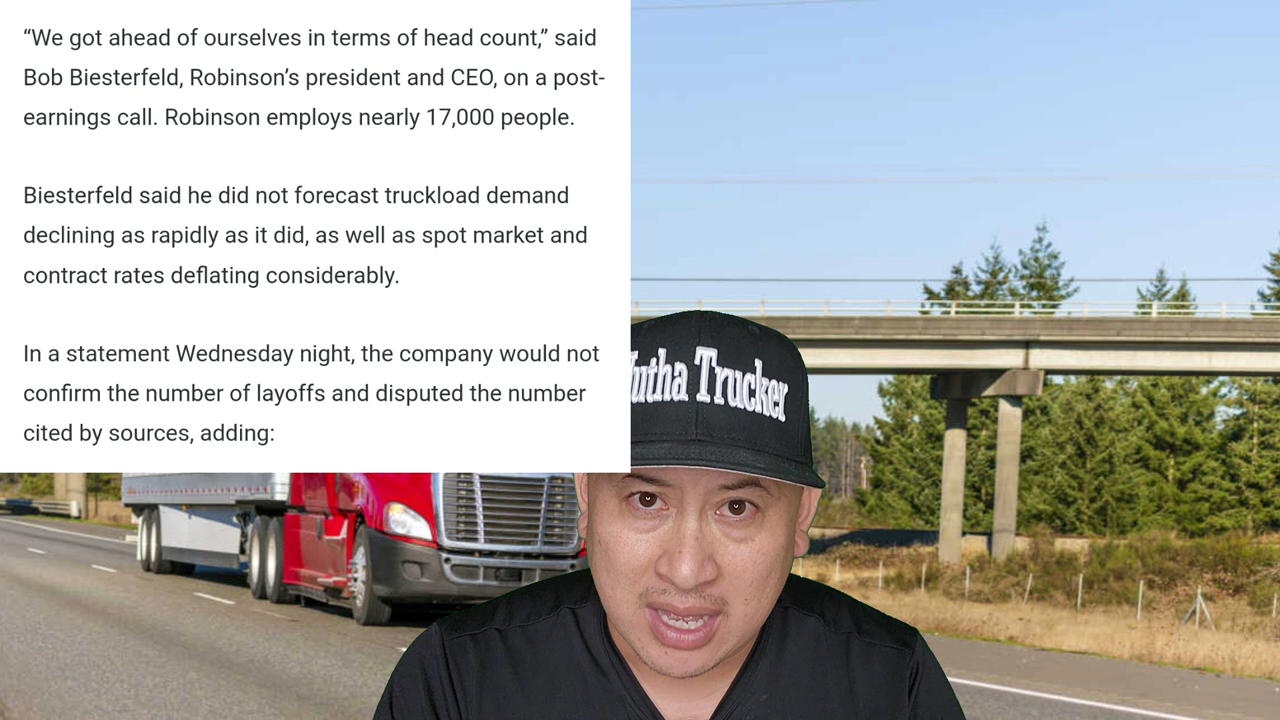 “We got ahead of ourselves in terms of head count,” said
Bob Biesterfeld, Robinson’s president and CEO, on a post-
earnings call. Robinson employs nearly 17,000 people.
Biesterfeld said he did not forecast truckload demand
declining as rapidly as it did, as well as spot market and
contract rates deflating considerably.
In a statement Wednesday night, the company would not
confirm the number of layoffs and disputed the number
cited by sources, adding:
Trucker